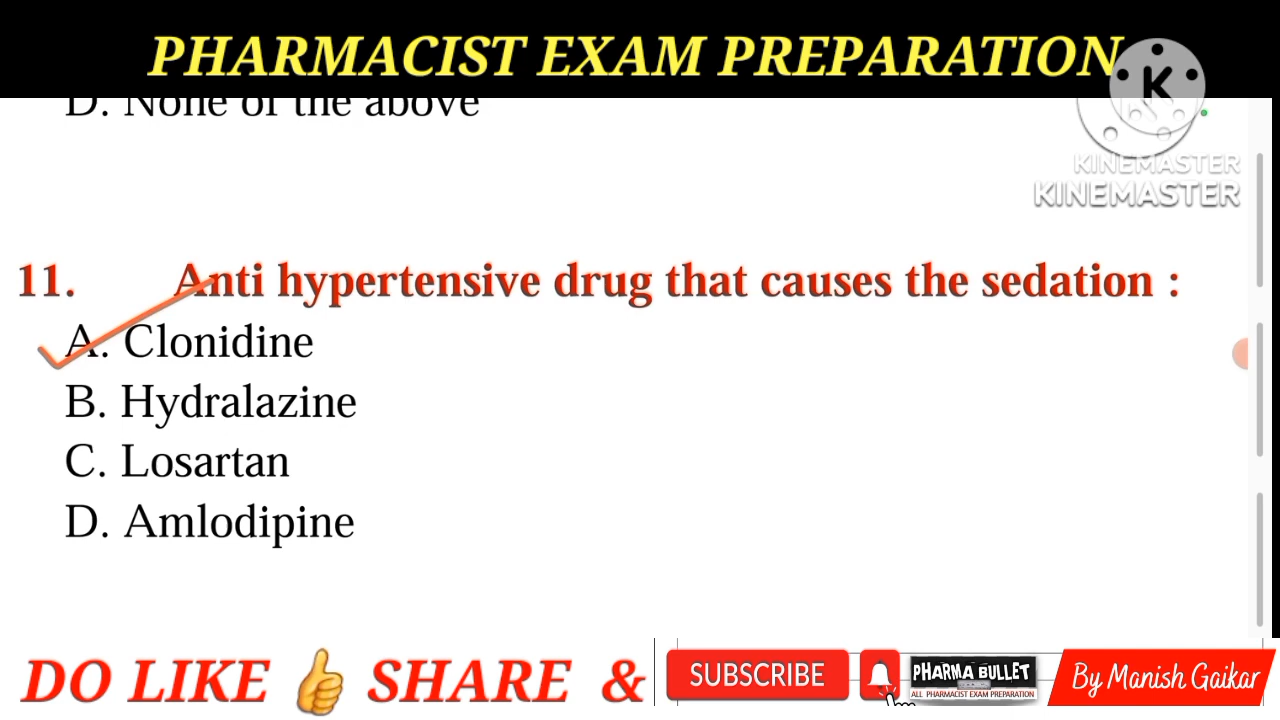 PHARMACIST EXAM PREPARATION
D. None of the above
K
KINEMASTER
KINEMASTER
11. Anti hypertensive drug that causes the sedation :
A. Clonidine
B. Hydralazine
C. Losartan
D. Amlodipine
DO LIKE 👍 SHARE &
SUBSCRIBE
PHARMA BULLET
ALL PHARMACIST EXAM PREPARATION
By Manish Gaikar